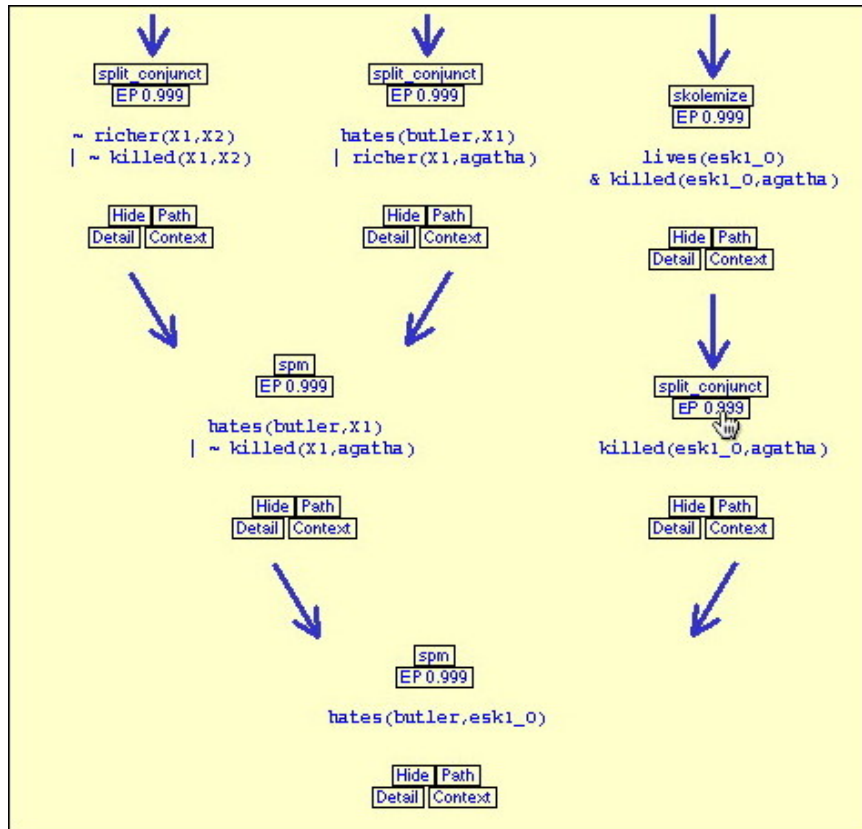 split_conjunct
EP 0.999
~ richer(X1,X2)
| ~ killed(X1,X2)
Hide Path
Detail Context
split_conjunct
EP 0.999
hates(butler,X1)
| richer(X1,agatha)
Hide Path
Detail Context
skolemize
EP 0.999
lives(esk1_0)
& killed(esk1_0,agatha)
Hide Path
Detail Context
spm
EP 0.999
hates(butler,X1)
| ~ killed(X1,agatha)
Hide Path
Detail Context
split_conjunct
EP 0.999
killed(esk1_0,agatha)
Hide Path
Detail Context
spm
EP 0.999
hates(butler,esk1_0)
Hide Path
Detail Context